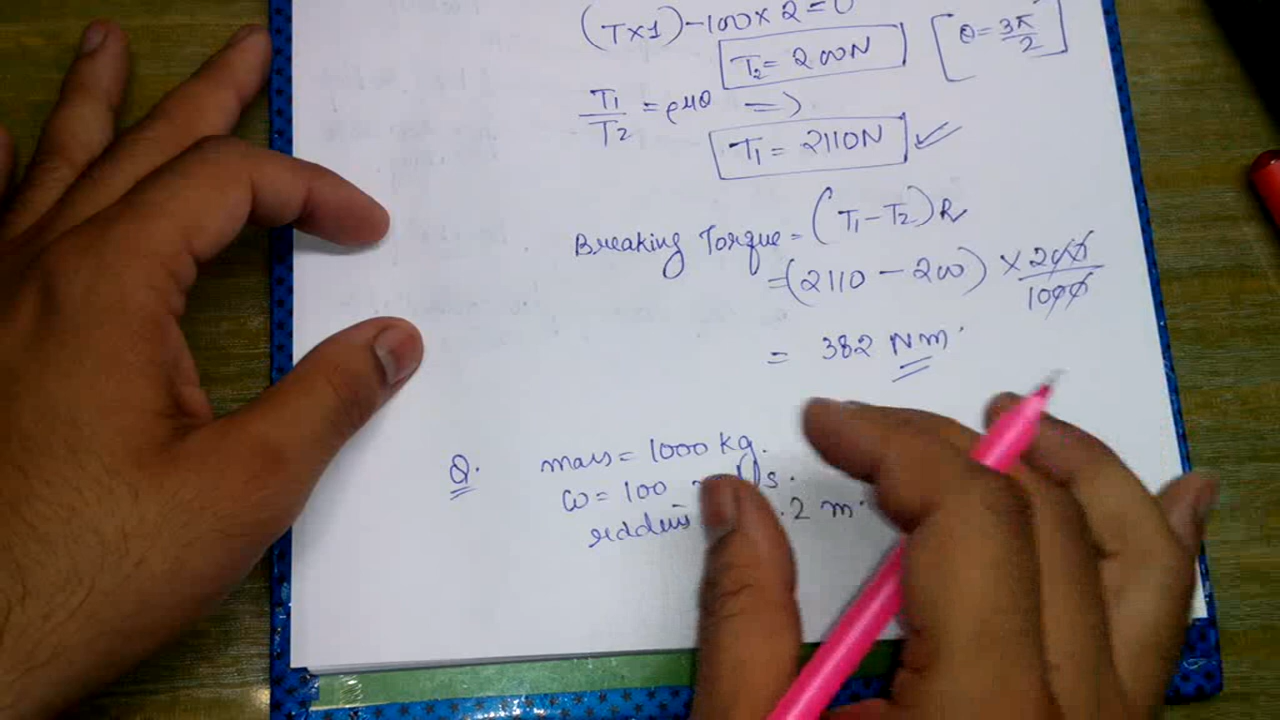 (T×1) - 100×2 = 0
T₂ = 200N [θ = 3π/2]
T₁/T₂ = e^μθ =>
T₁ = 2110N ✓
Breaking Torque = (T₁ - T₂) R
= (2110 - 200) × 200/1000
= 382 Nm.
Q. mass = 1000 kg.
ω = 100
.2 m.